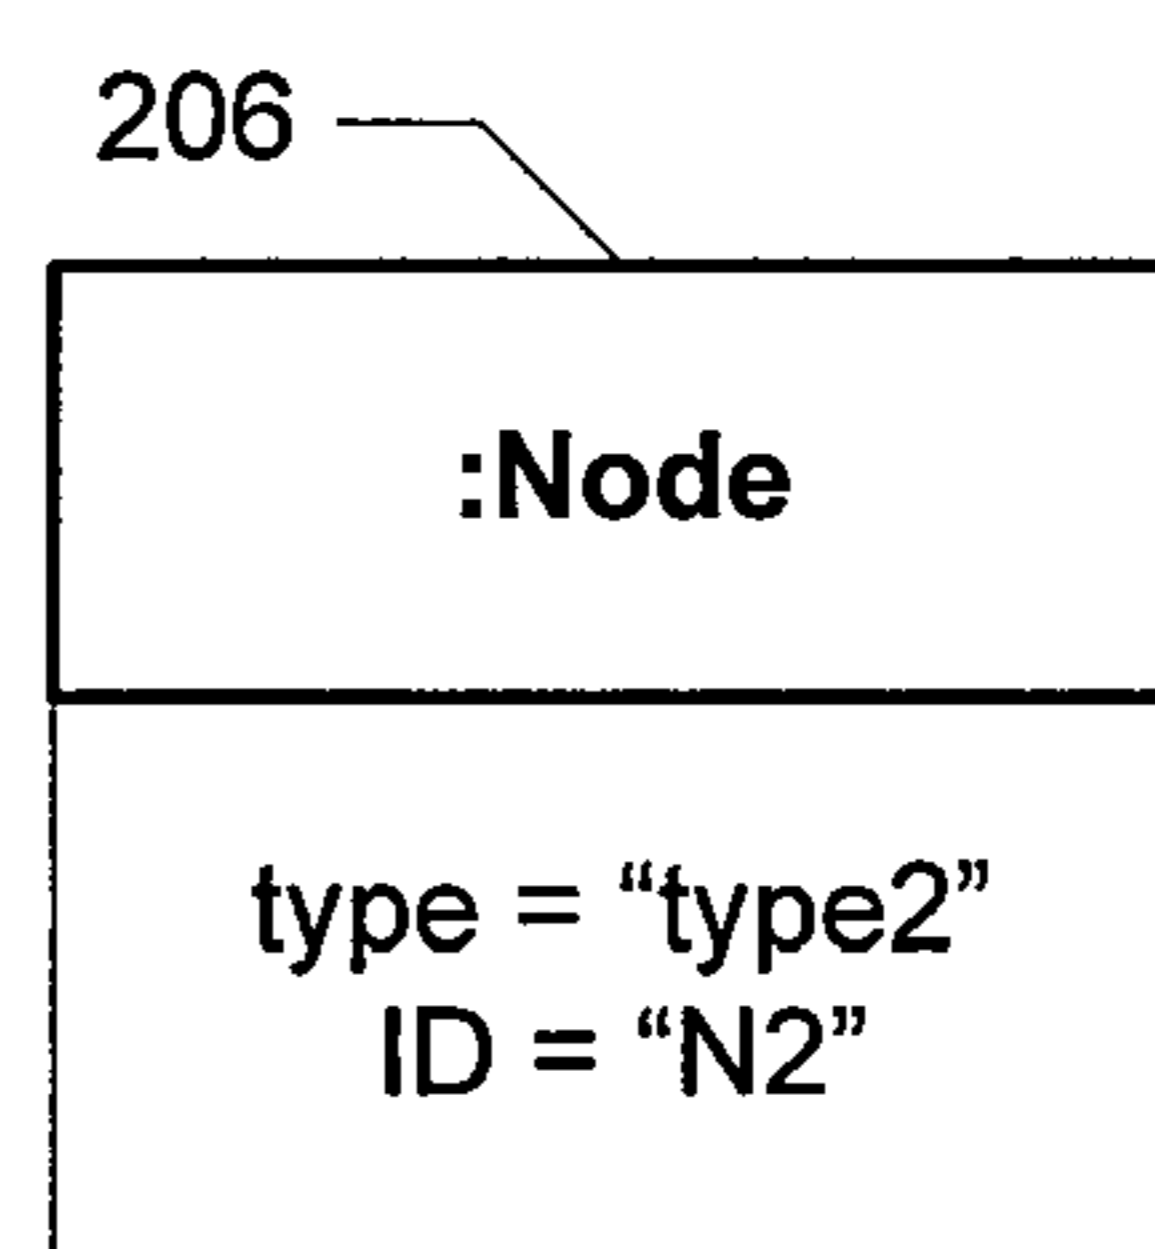 206
:Node
type = “type2”
ID = “N2”